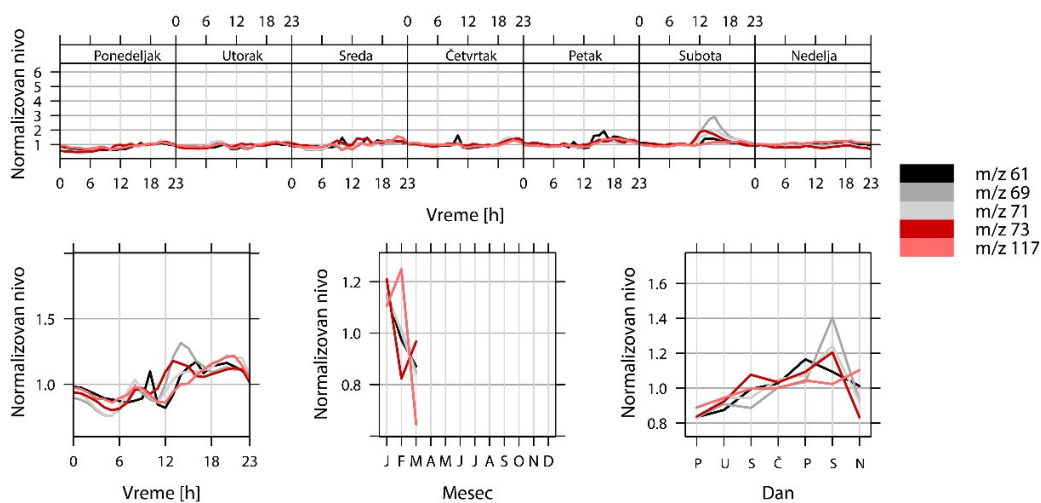 0 6 12 18 23 0 6 12 18 23 0 6 12 18 23
Normalizovan nivo
Ponedeljak Utorak Sreda Četvrtak Petak Subota Nedelja
6
5
4
3
2
1
0 6 12 18 23 0 6 12 18 23 0 6 12 18 23 0 6 12 18 23
Vreme [h]
m/z 61
m/z 69
m/z 71
m/z 73
m/z 117
Normalizovan nivo
1.5
1.0
0 6 12 18 23
Vreme [h]
Normalizovan nivo
1.2
1.0
0.8
J F M A M J J A S O N D
Mesec
Normalizovan nivo
1.6
1.4
1.2
1.0
0.8
P U S Č P S N
Dan